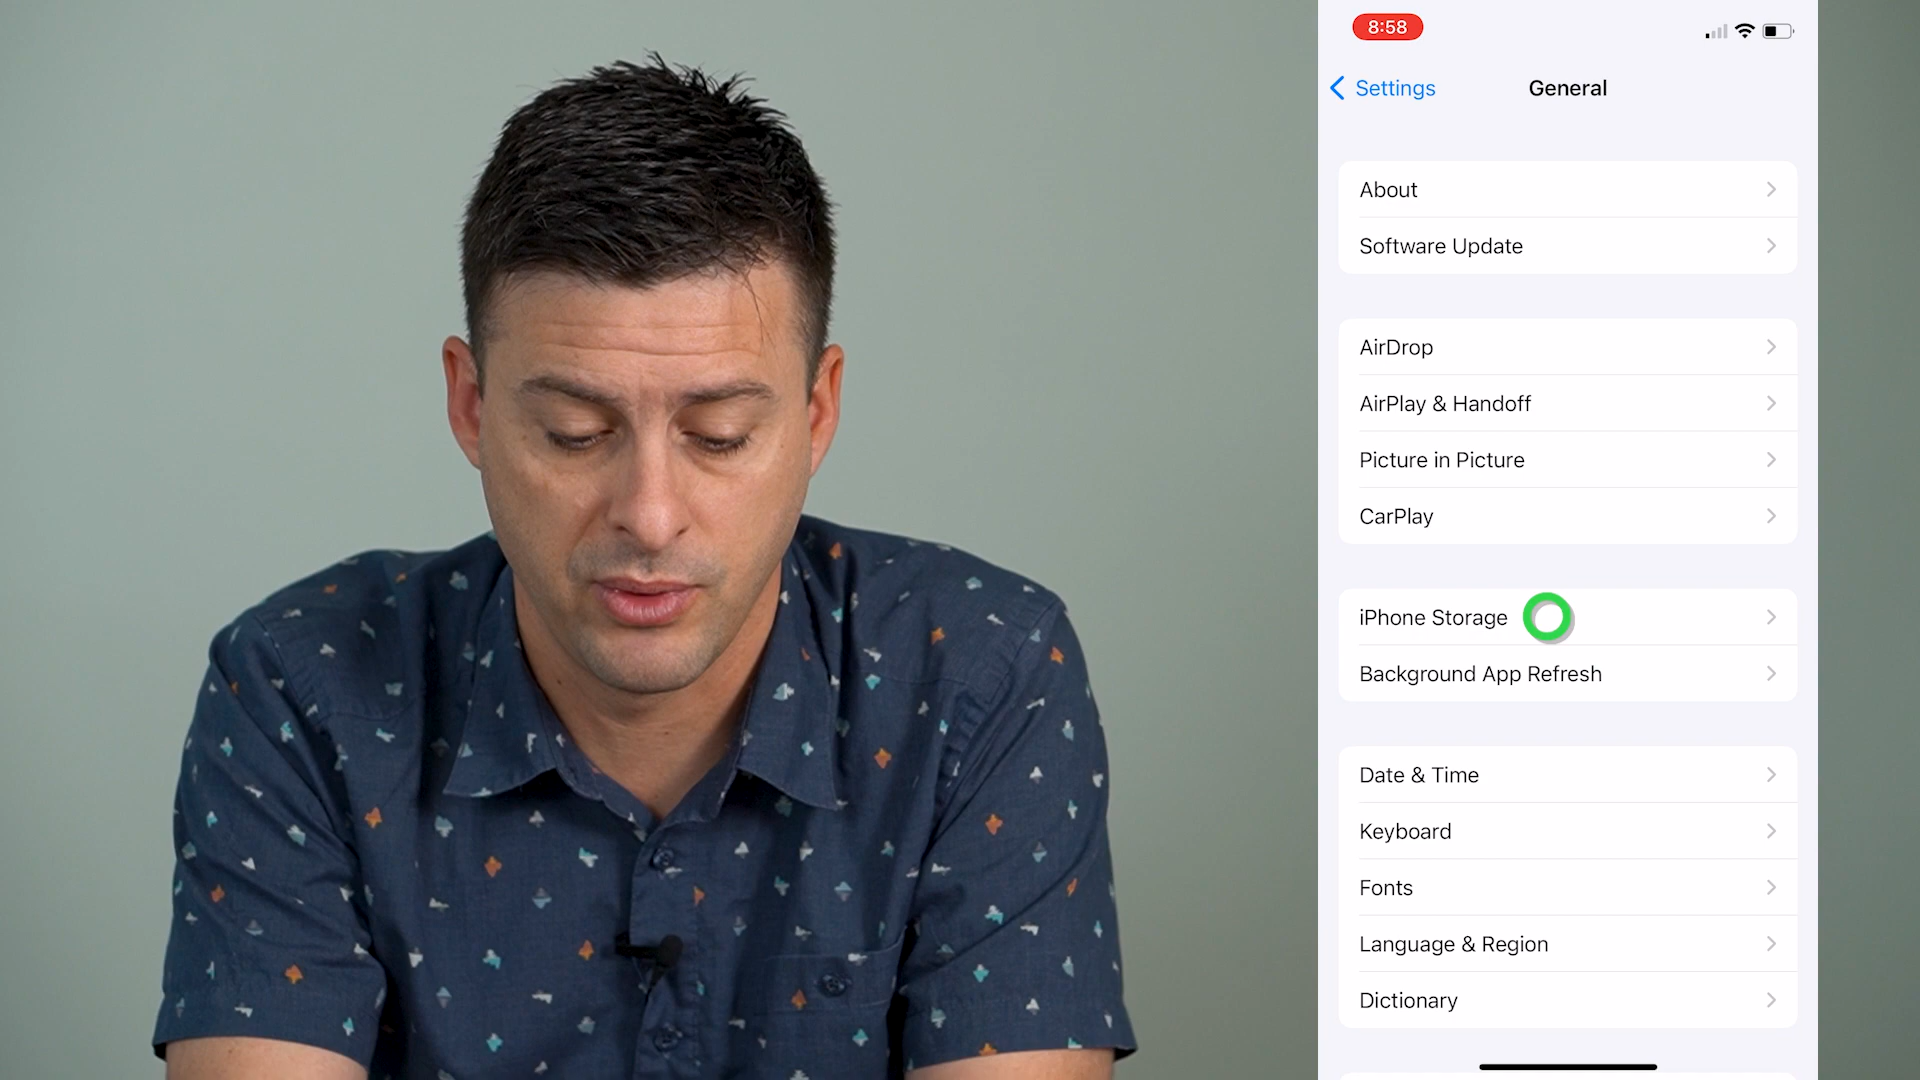 8:58
Settings
General
About
Software Update
AirDrop
AirPlay & Handoff
Picture in Picture
CarPlay
iPhone Storage
Background App Refresh
Date & Time
Keyboard
Fonts
Language & Region
Dictionary